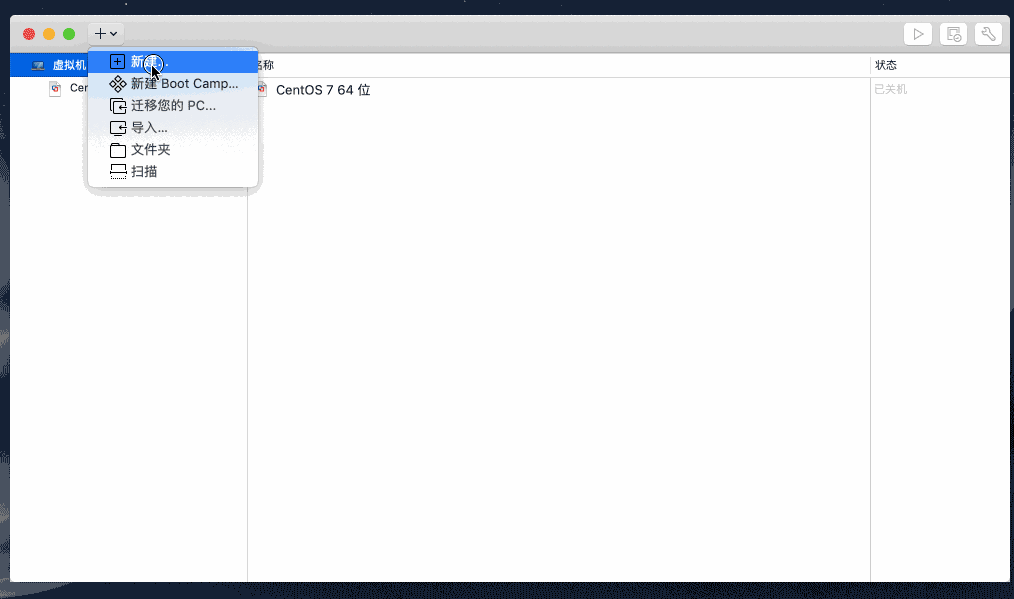 虚拟机
名称
状态
Cen
CentOS 7 64 位
已关机
新建...
新建 Boot Camp...
迁移您的 PC...
导入...
文件夹
扫描